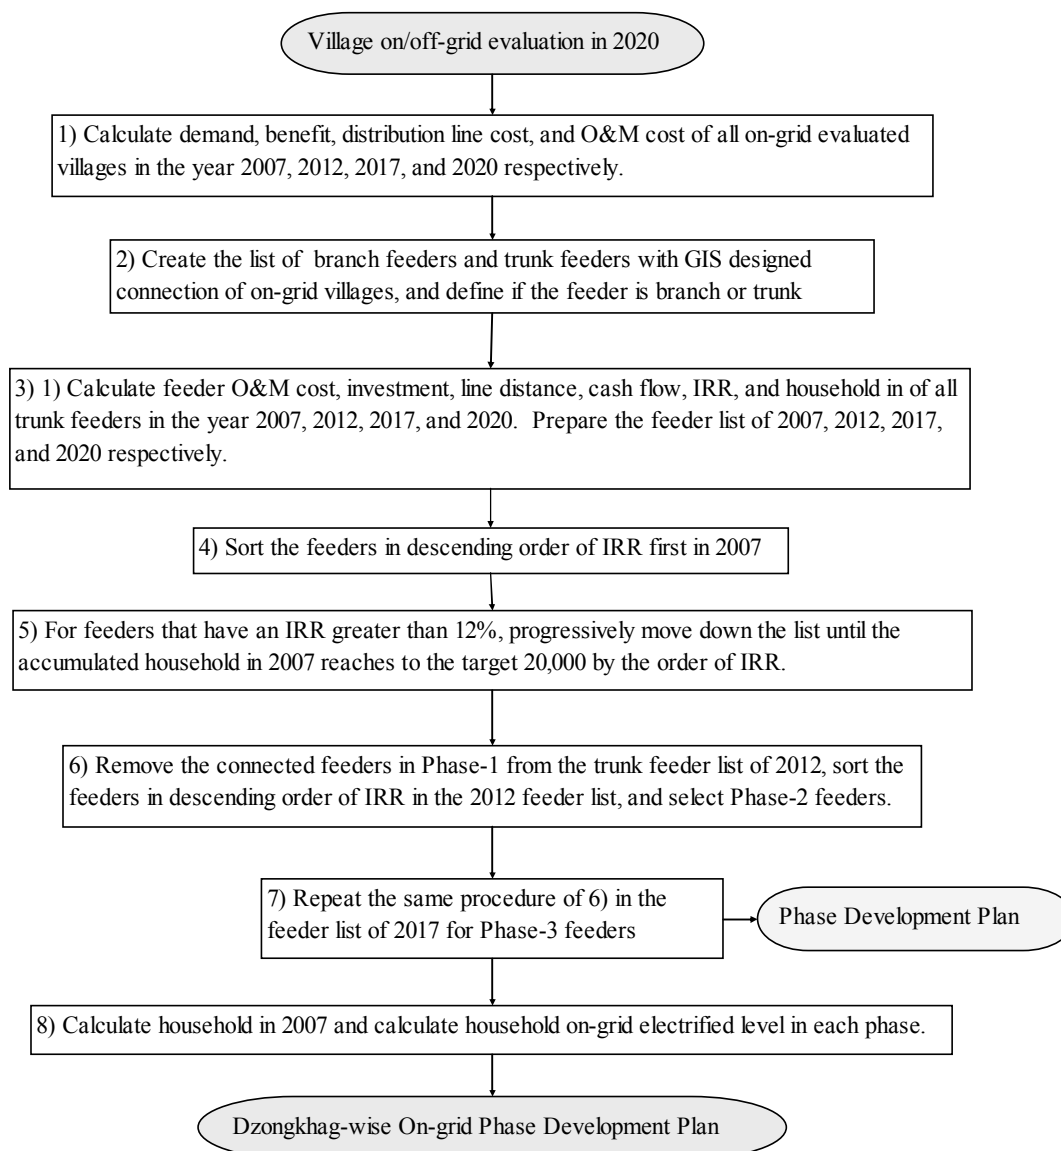 Village on/off-grid evaluation in 2020
1) Calculate demand, benefit, distribution line cost, and O&M cost of all on-grid evaluated
villages in the year 2007, 2012, 2017, and 2020 respectively.
2) Create the list of  branch feeders and trunk feeders with GIS designed
connection of on-grid villages, and define if the feeder is branch or trunk
3) 1) Calculate feeder O&M cost, investment, line distance, cash flow, IRR, and household in of all
trunk feeders in the year 2007, 2012, 2017, and 2020.  Prepare the feeder list of 2007, 2012, 2017,
and 2020 respectively.
4) Sort the feeders in descending order of IRR first in 2007
5) For feeders that have an IRR greater than 12%, progressively move down the list until the
accumulated household in 2007 reaches to the target 20,000 by the order of IRR.
6) Remove the connected feeders in Phase-1 from the trunk feeder list of 2012, sort the
feeders in descending order of IRR in the 2012 feeder list, and select Phase-2 feeders.
7) Repeat the same procedure of 6) in the
feeder list of 2017 for Phase-3 feeders
Phase Development Plan
8) Calculate household in 2007 and calculate household on-grid electrified level in each phase.
Dzongkhag-wise On-grid Phase Development Plan